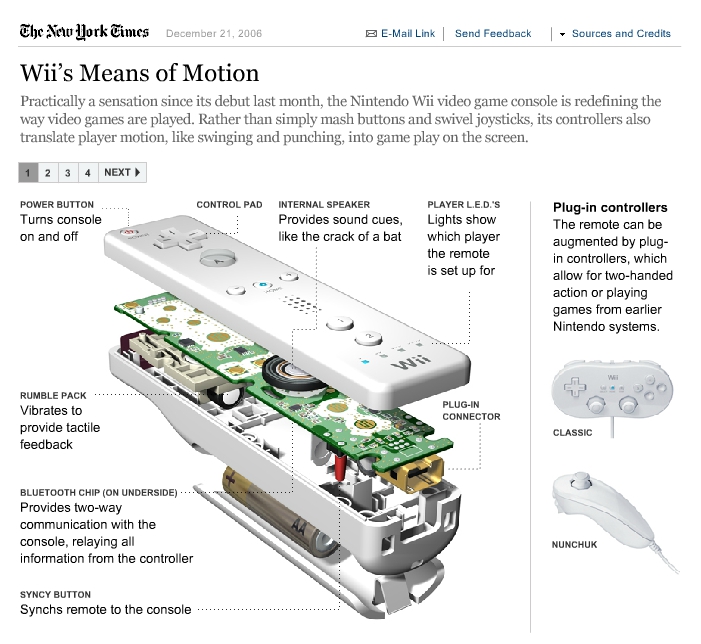 The New York Times
December 21, 2006
E-Mail Link
Send Feedback
Sources and Credits
Wii's Means of Motion
Practically a sensation since its debut last month, the Nintendo Wii video game console is redefining the
way video games are played. Rather than simply mash buttons and swivel joysticks, its controllers also
translate player motion, like swinging and punching, into game play on the screen.
1 2 3 4 NEXT
POWER BUTTON
Turns console
on and off
CONTROL PAD
INTERNAL SPEAKER
Provides sound cues,
like the crack of a bat
PLAYER L.E.D.'S
Lights show
which player
the remote
is set up for
A
HOME
1
2
Wii
RUMBLE PACK
Vibrates to
provide tactile
feedback
PLUG-IN
CONNECTOR
BLUETOOTH CHIP (ON UNDERSIDE)
Provides two-way
communication with the
console, relaying all
information from the controller
+
AA
SYNCY BUTTON
Synchs remote to the console
Plug-in controllers
The remote can be
augmented by plug-
in controllers, which
allow for two-handed
action or playing
games from earlier
Nintendo systems.
Wii
CLASSIC
NUNCHUK